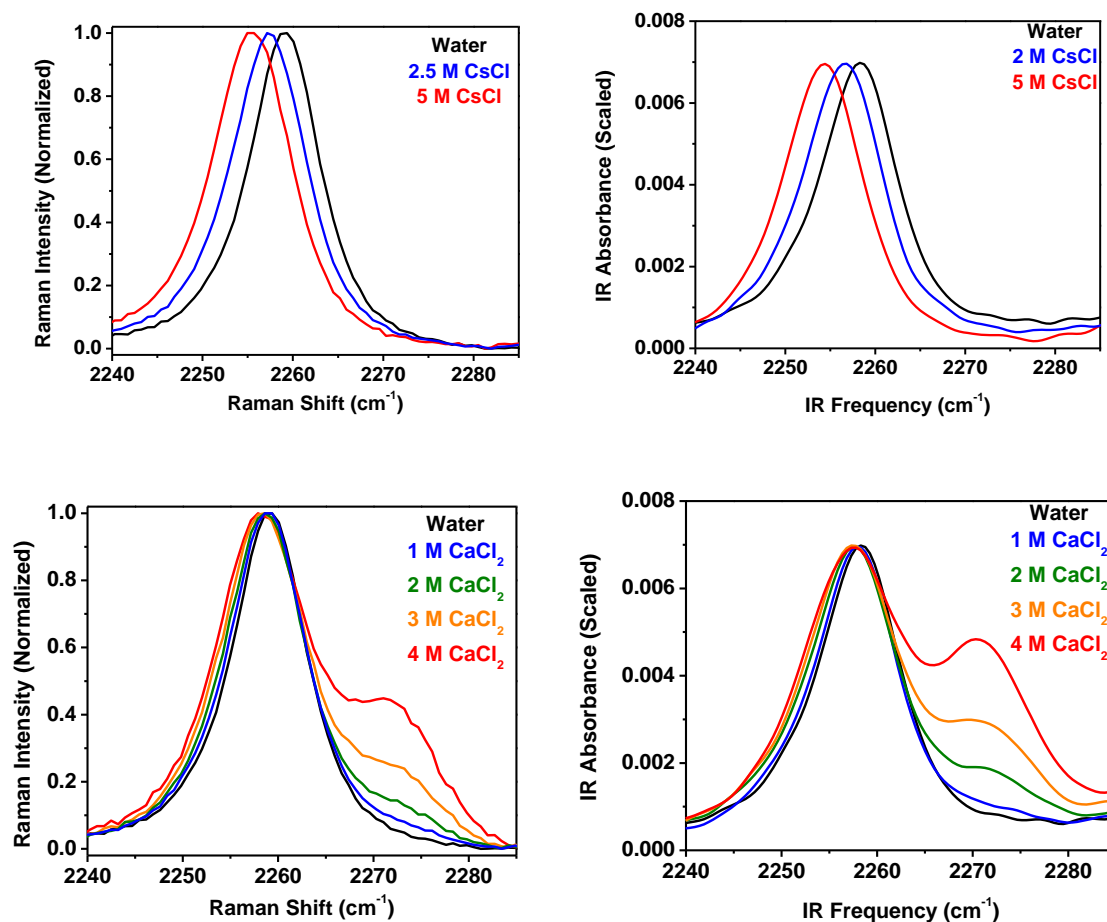 Raman Intensity (Normalized)
1.0
0.8
0.6
0.4
0.2
0.0
Water
2.5 M CsCl
5 M CsCl
2240 2250 2260 2270 2280
Raman Shift (cm⁻¹)
IR Absorbance (Scaled)
0.008
0.006
0.004
0.002
0.000
Water
2 M CsCl
5 M CsCl
2240 2250 2260 2270 2280
IR Frequency (cm⁻¹)
Raman Intensity (Normalized)
1.0
0.8
0.6
0.4
0.2
0.0
Water
1 M CaCl₂
2 M CaCl₂
3 M CaCl₂
4 M CaCl₂
2240 2250 2260 2270 2280
Raman Shift (cm⁻¹)
IR Absorbance (Scaled)
0.008
0.006
0.004
0.002
0.000
Water
1 M CaCl₂
2 M CaCl₂
3 M CaCl₂
4 M CaCl₂
2240 2250 2260 2270 2280
IR Frequency (cm⁻¹)